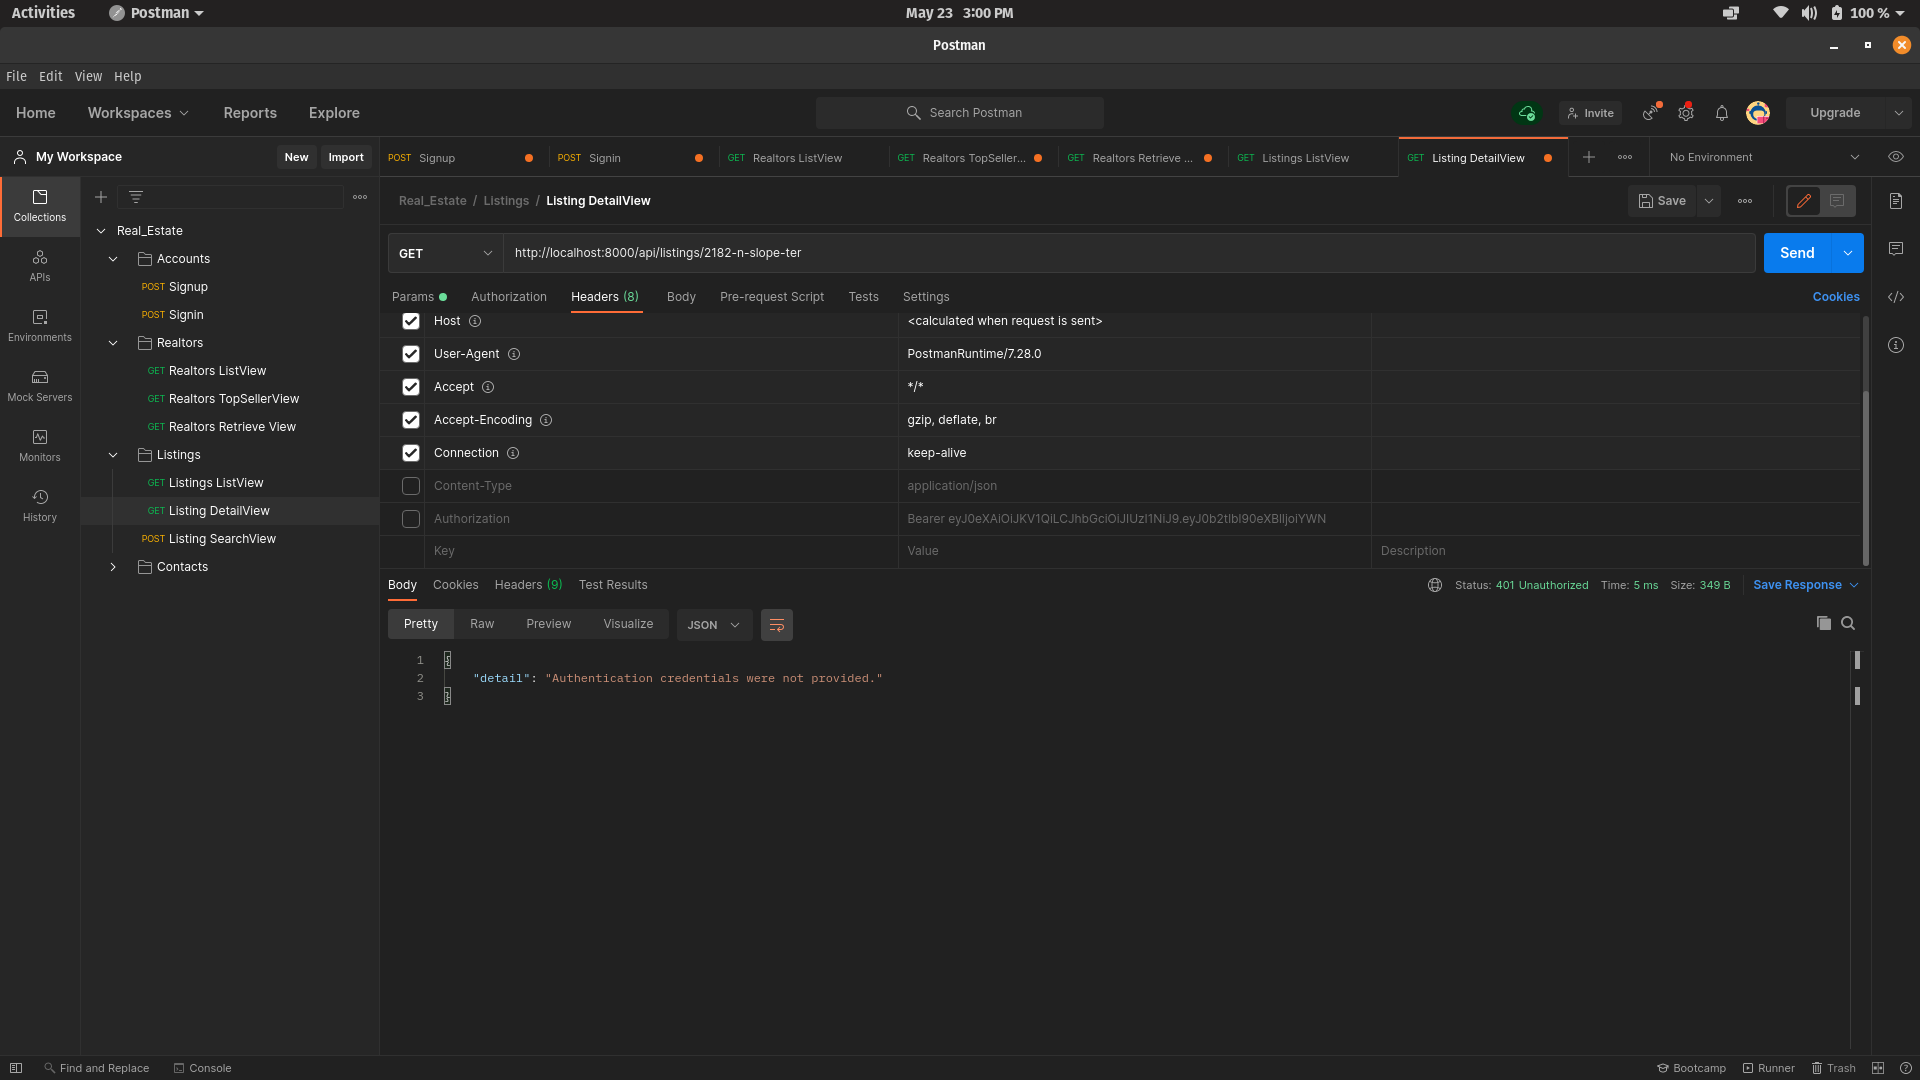 Activities
Postman
May 23 3:00 PM
100 %
Postman
File Edit View Help
Home Workspaces Reports Explore
Search Postman
Invite
Upgrade
My Workspace
New Import
POST Signup
POST Signin
GET Realtors ListView
GET Realtors TopSeller...
GET Realtors Retrieve ...
GET Listings ListView
GET Listing DetailView
No Environment
Collections
APIs
Environments
Mock Servers
Monitors
History
Real_Estate
Accounts
POST Signup
POST Signin
Realtors
GET Realtors ListView
GET Realtors TopSellerView
GET Realtors Retrieve View
Listings
GET Listings ListView
GET Listing DetailView
POST Listing SearchView
Contacts
Real_Estate / Listings / Listing DetailView
Save
GET
http://localhost:8000/api/listings/2182-n-slope-ter
Send
Params Authorization Headers (8) Body Pre-request Script Tests Settings
Cookies
Host <calculated when request is sent>
User-Agent PostmanRuntime/7.28.0
Accept */*
Accept-Encoding gzip, deflate, br
Connection keep-alive
Content-Type application/json
Authorization Bearer
Key Value Description
Body Cookies Headers (9) Test Results
Status: 401 Unauthorized Time: 5 ms Size: 349 B
Save Response
Pretty Raw Preview Visualize
JSON
1 {
2 "detail": "Authentication credentials were not provided."
3 }
Find and Replace
Console
Bootcamp
Runner
Trash